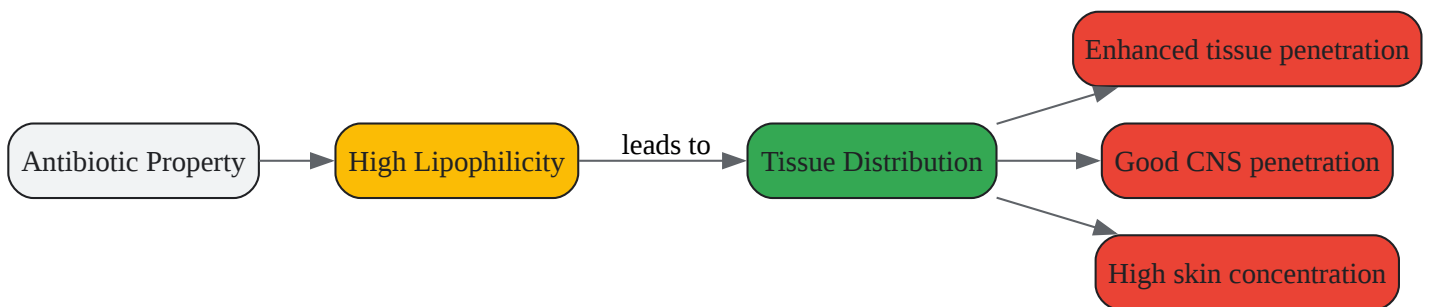 Antibiotic Property
High Lipophilicity
leads to
Tissue Distribution
Enhanced tissue penetration
Good CNS penetration
High skin concentration